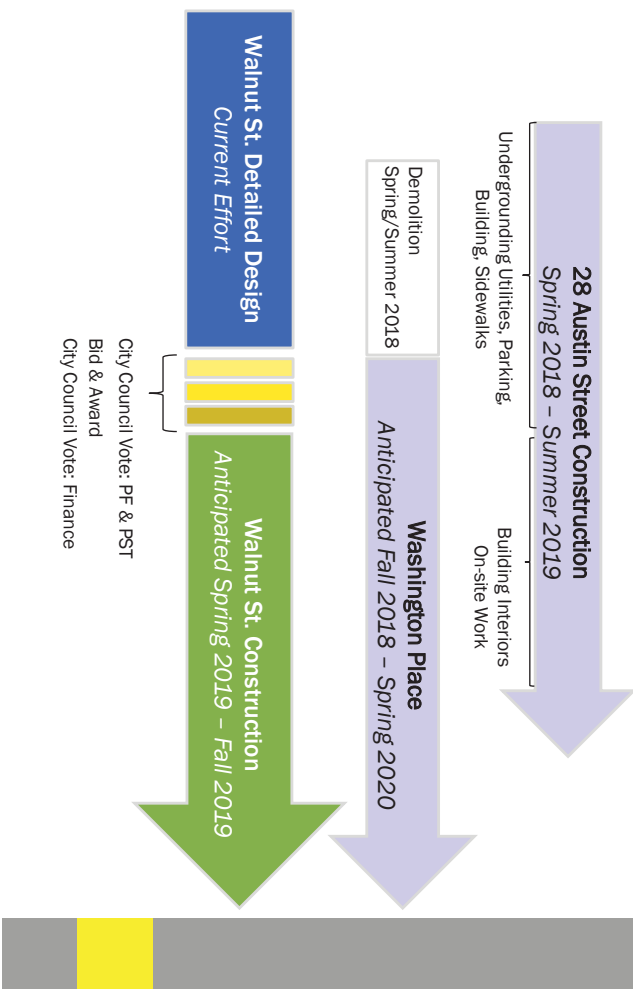 28 Austin Street Construction
Spring 2018 – Summer 2019
Undergrounding Utilities, Parking,
Building, Sidewalks
Building Interiors
On-site Work
Demolition
Spring/Summer 2018
Washington Place
Anticipated Fall 2018 – Spring 2020
Walnut St. Detailed Design
Current Effort
Walnut St. Construction
Anticipated Spring 2019 – Fall 2019
City Council Vote: PF & PST
Bid & Award
City Council Vote: Finance